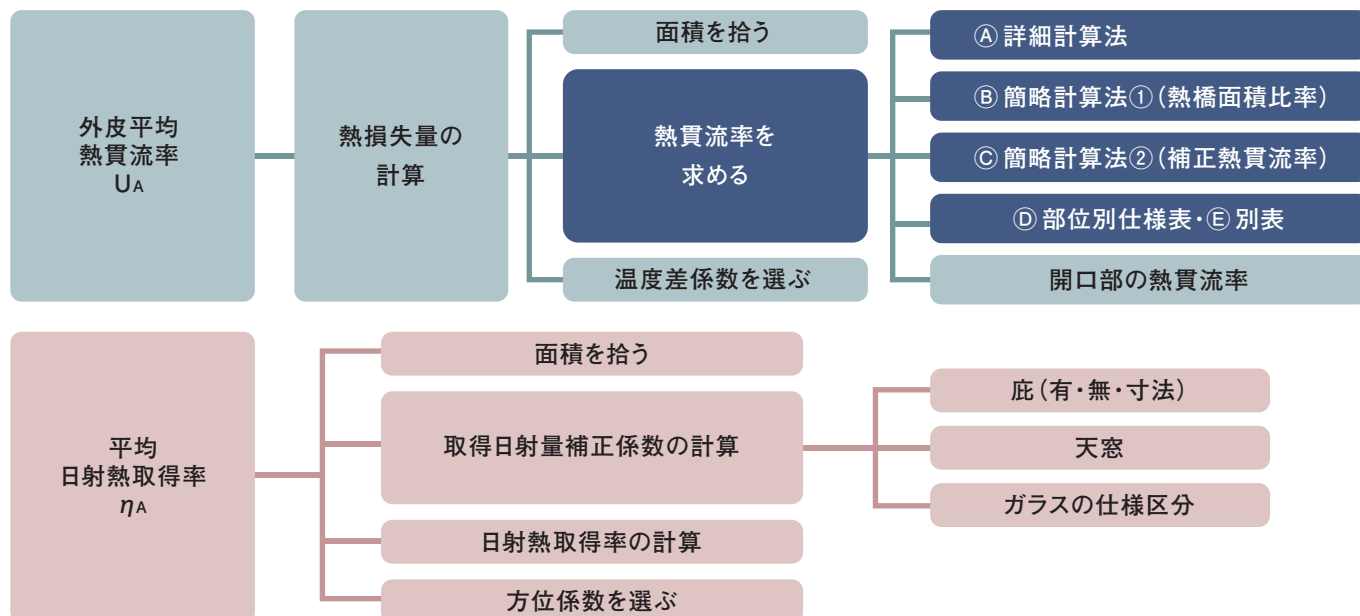 外皮平均
熱貫流率
UA
熱損失量の
計算
面積を拾う
熱貫流率を
求める
温度差係数を選ぶ
Ⓐ 詳細計算法
Ⓑ 簡略計算法①(熱橋面積比率)
Ⓒ 簡略計算法②(補正熱貫流率)
Ⓓ 部位別仕様表・Ⓔ 別表
開口部の熱貫流率
平均
日射熱取得率
ηA
面積を拾う
取得日射量補正係数の計算
日射熱取得率の計算
方位係数を選ぶ
庇(有・無・寸法)
天窓
ガラスの仕様区分